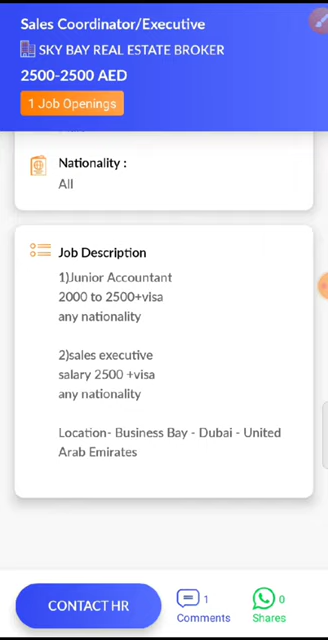 Sales Coordinator/Executive
SKY BAY REAL ESTATE BROKER
2500-2500 AED
1 Job Openings
Nationality :
All
Job Description
1)Junior Accountant
2000 to 2500+visa
any nationality
2)sales executive
salary 2500 +visa
any nationality
Location- Business Bay - Dubai - United
Arab Emirates
CONTACT HR
1
Comments
0
Shares